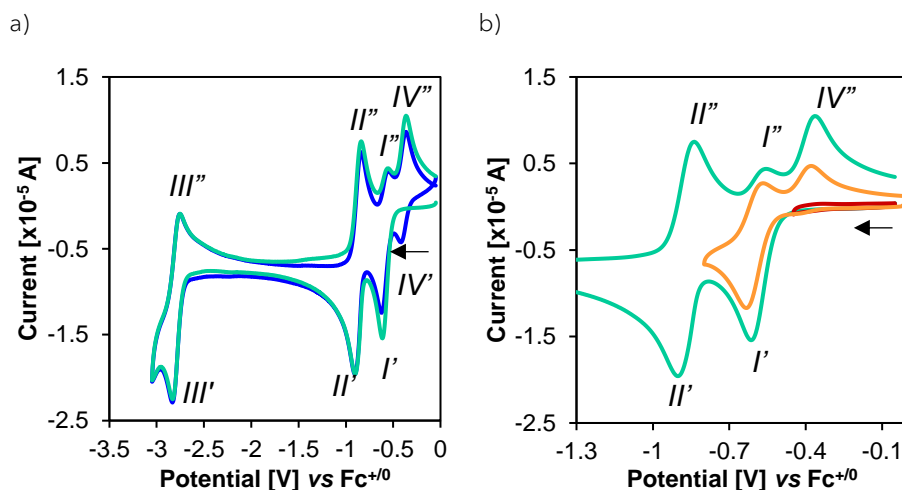 a)
b)
1.5
0.5
-0.5
-1.5
-2.5
Current [x10-5 A]
III”
II”
I”
IV”
IV’
III'
II’
I’
-3.5 -3 -2.5 -2 -1.5 -1 -0.5 0
Potential [V] vs Fc+/0
1.5
0.5
-0.5
-1.5
-2.5
Current [x10-5 A]
II”
I”
IV”
II’
I’
-1.3 -1 -0.7 -0.4 -0.1
Potential [V] vs Fc+/0